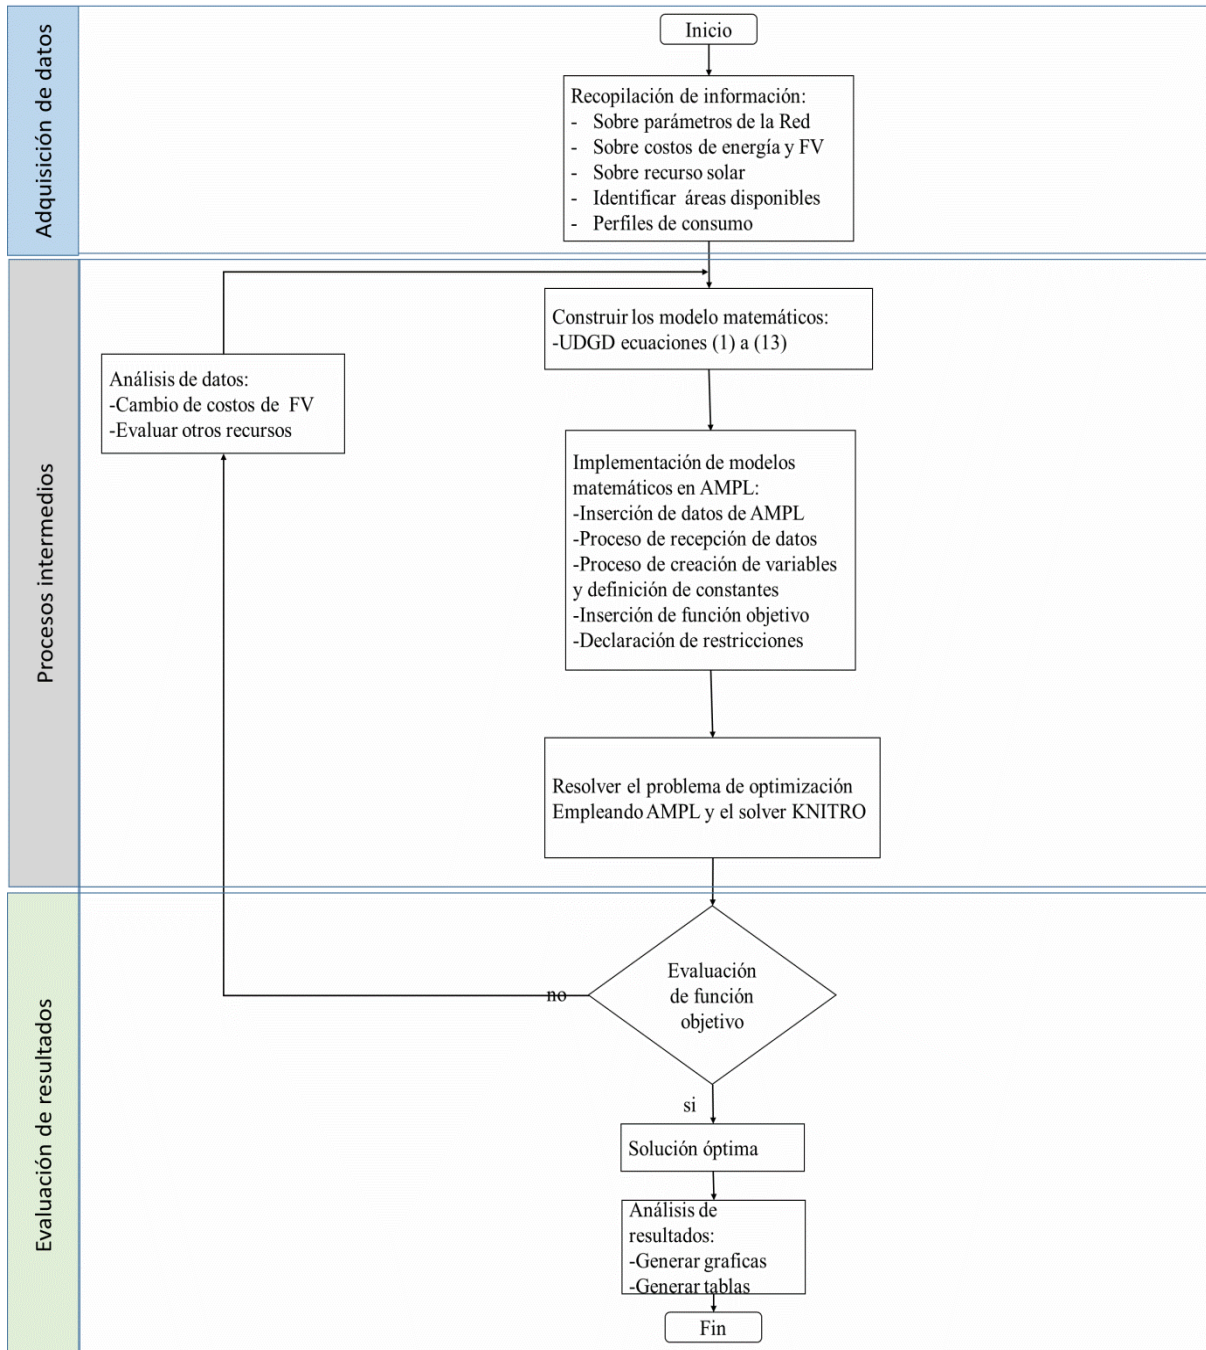 Adquisición de datos
Inicio
Recopilación de información:
- Sobre parámetros de la Red
- Sobre costos de energía y FV
- Sobre recurso solar
- Identificar áreas disponibles
- Perfiles de consumo
Procesos intermedios
Construir los modelo matemáticos:
-UDGD ecuaciones (1) a (13)
Análisis de datos:
-Cambio de costos de FV
-Evaluar otros recursos
Implementación de modelos
matemáticos en AMPL:
-Inserción de datos de AMPL
-Proceso de recepción de datos
-Proceso de creación de variables
y definición de constantes
-Inserción de función objetivo
-Declaración de restricciones
Resolver el problema de optimización
Empleando AMPL y el solver KNITRO
Evaluación de resultados
Evaluación
de función
objetivo
no
si
Solución óptima
Análisis de
resultados:
-Generar graficas
-Generar tablas
Fin